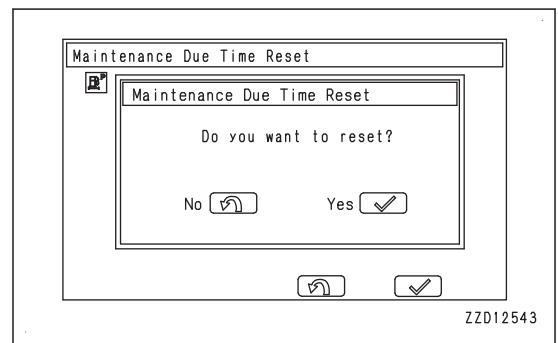 Maintenance Due Time Reset
P
Maintenance Due Time Reset
Do you want to reset?
No Yes
ZZD12543